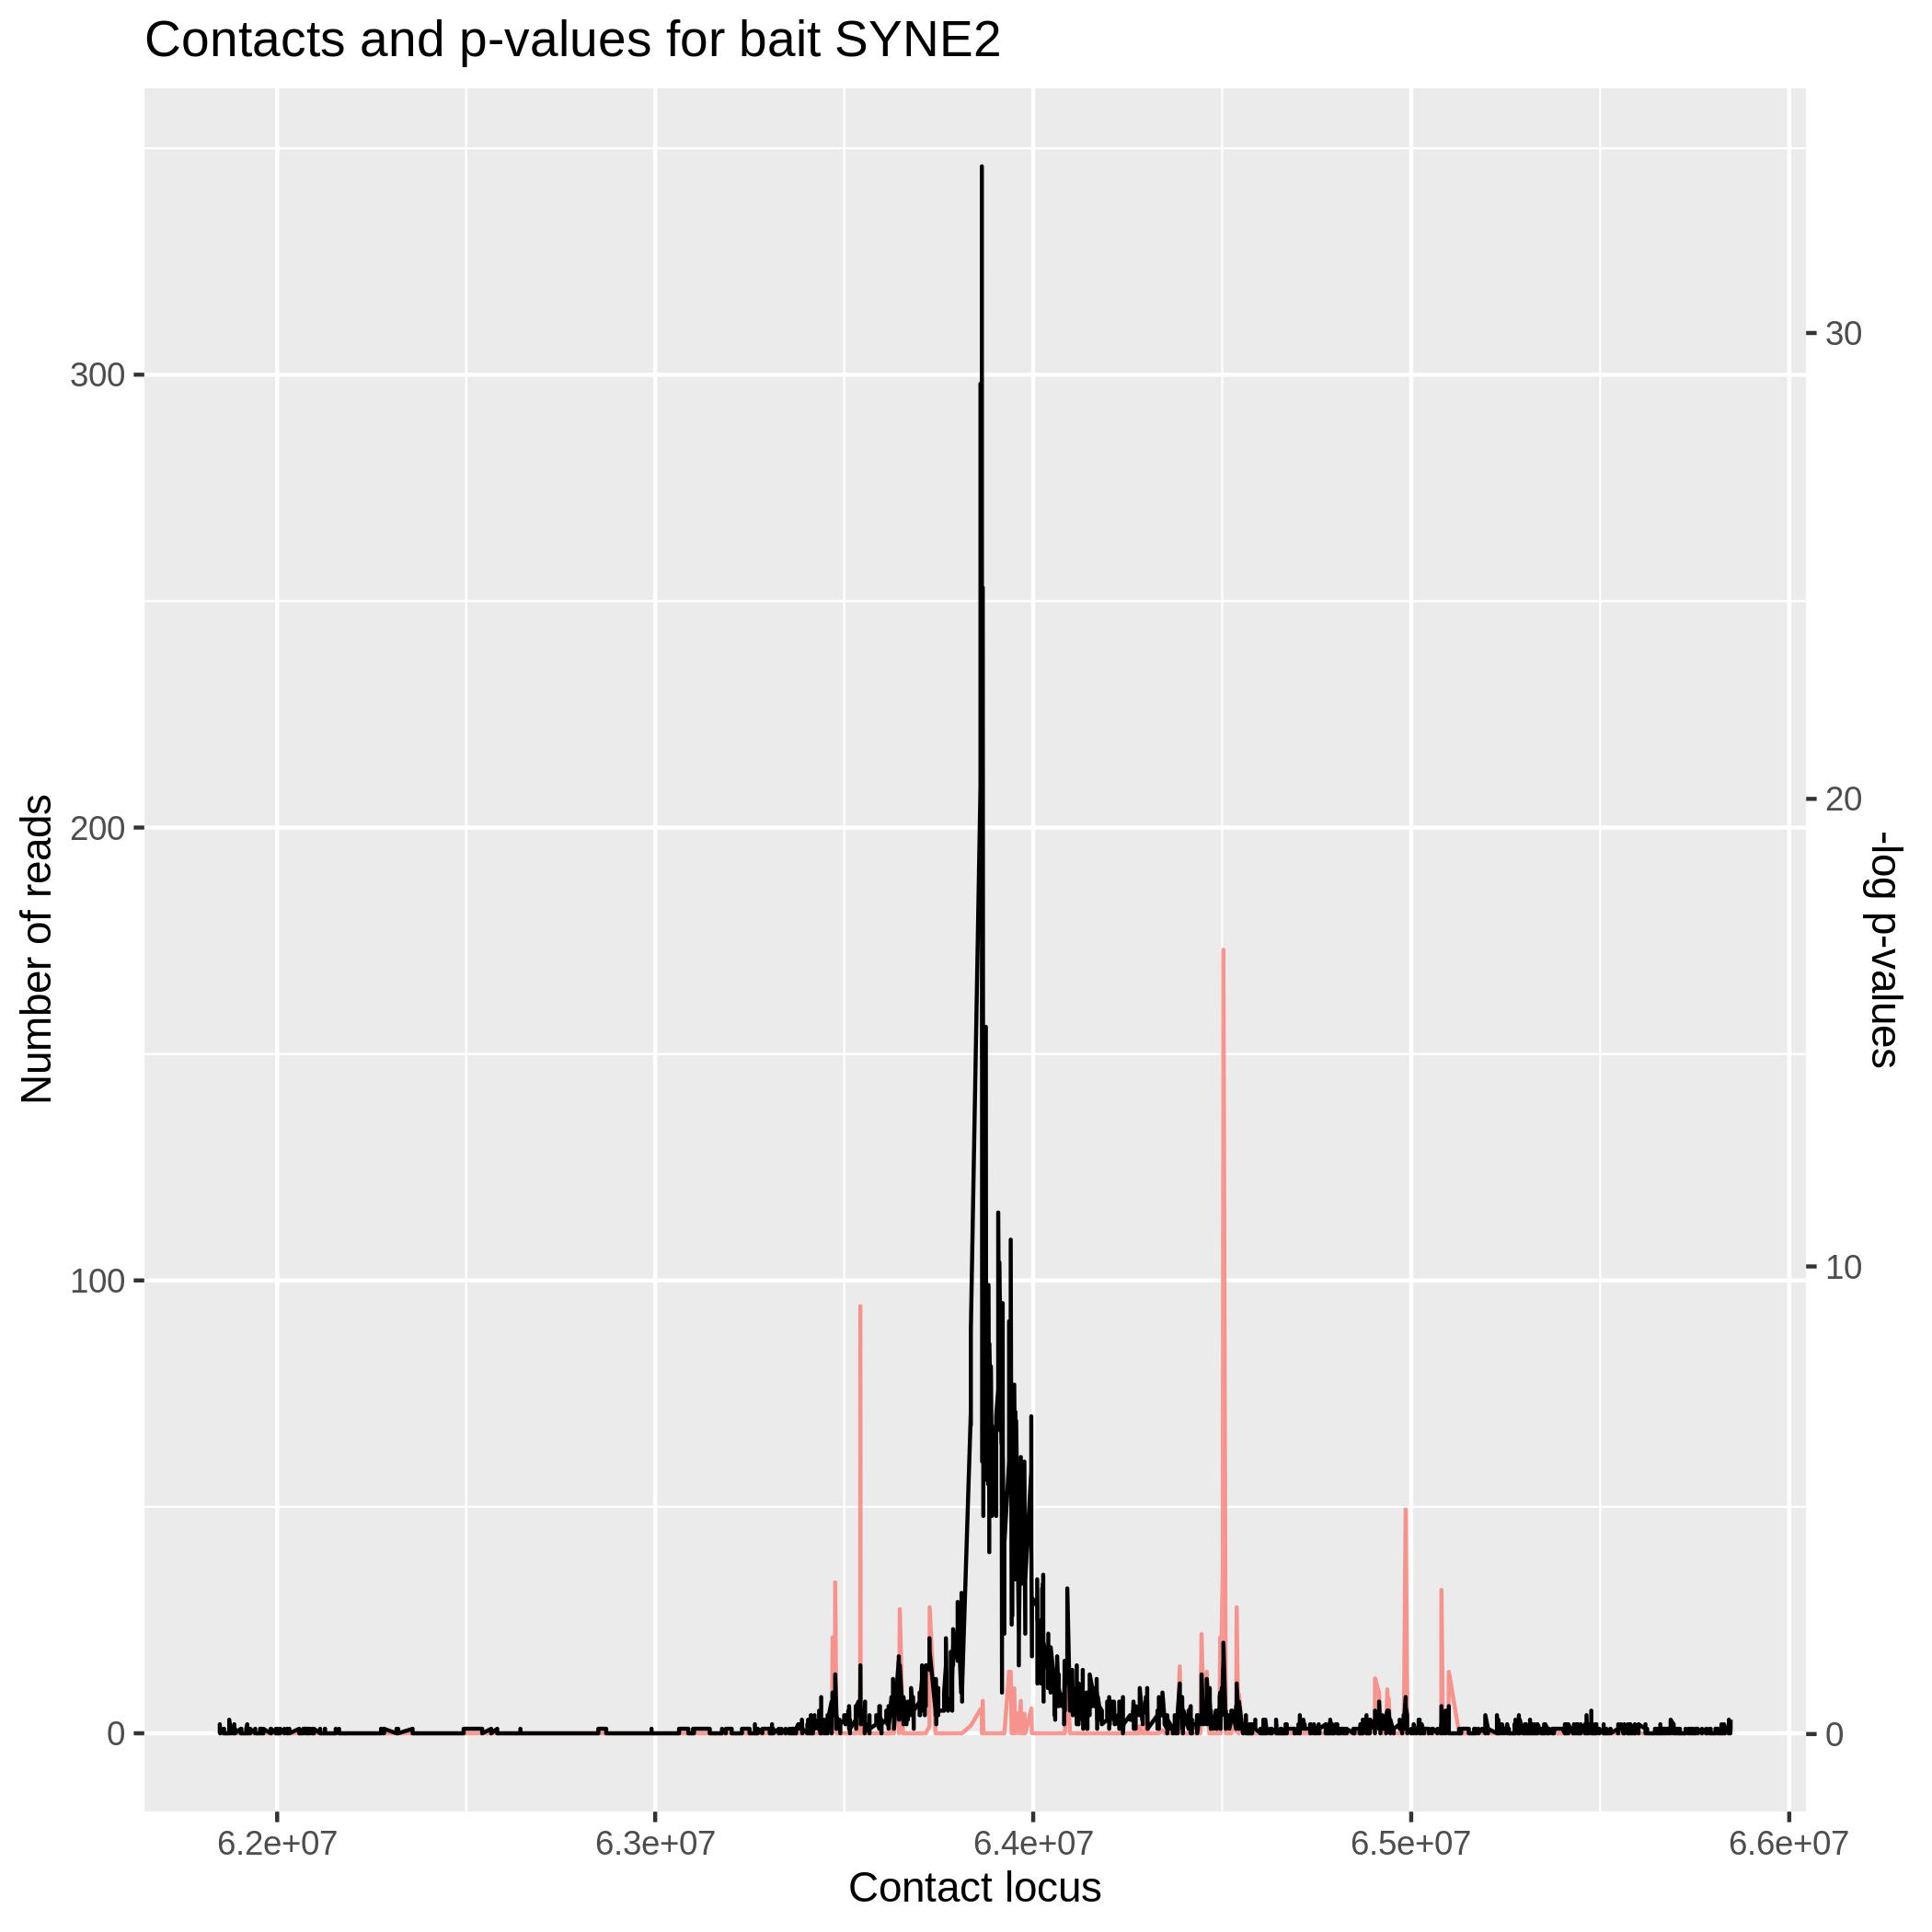 Contacts and p-values for bait SYNE2
Number of reads
300
200
100
0
30
20
10
0
-log p-values
6.2e+07 6.3e+07 6.4e+07 6.5e+07 6.6e+07
Contact locus